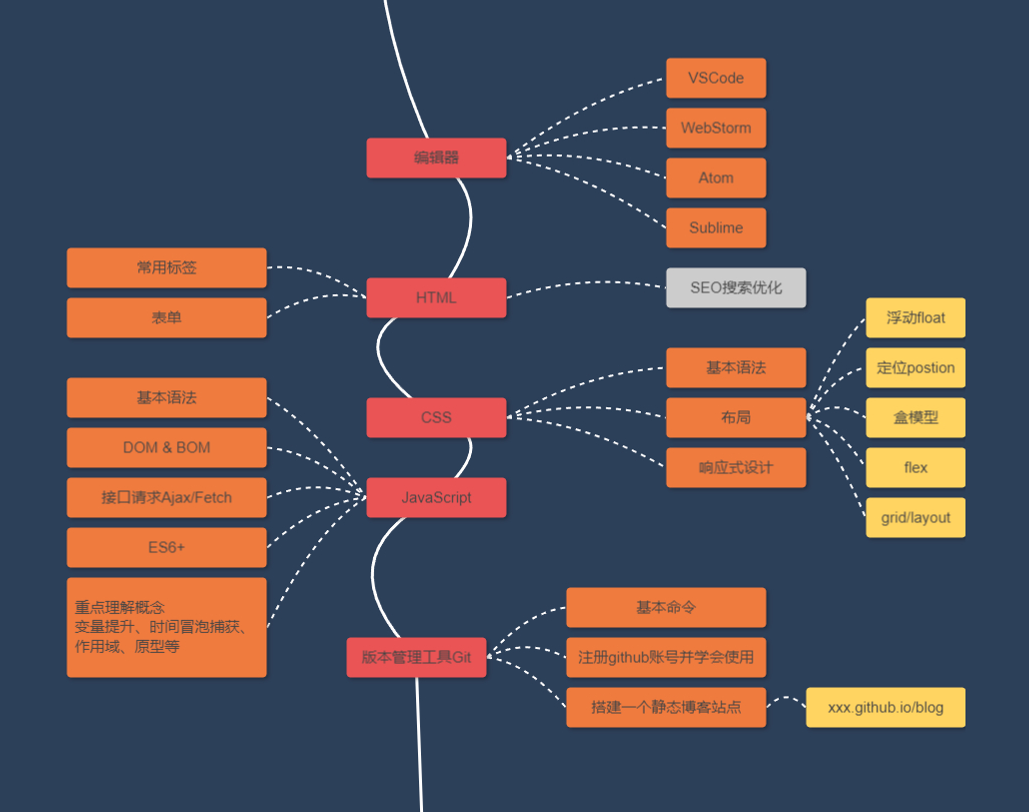 编辑器
VSCode
WebStorm
Atom
Sublime
HTML
常用标签
表单
SEO搜索优化
CSS
基本语法
布局
响应式设计
浮动float
定位postion
盒模型
flex
grid/layout
JavaScript
基本语法
DOM & BOM
接口请求Ajax/Fetch
ES6+
重点理解概念
变量提升、时间冒泡捕获、
作用域、原型等
版本管理工具Git
基本命令
注册github账号并学会使用
搭建一个静态博客站点
xxx.github.io/blog